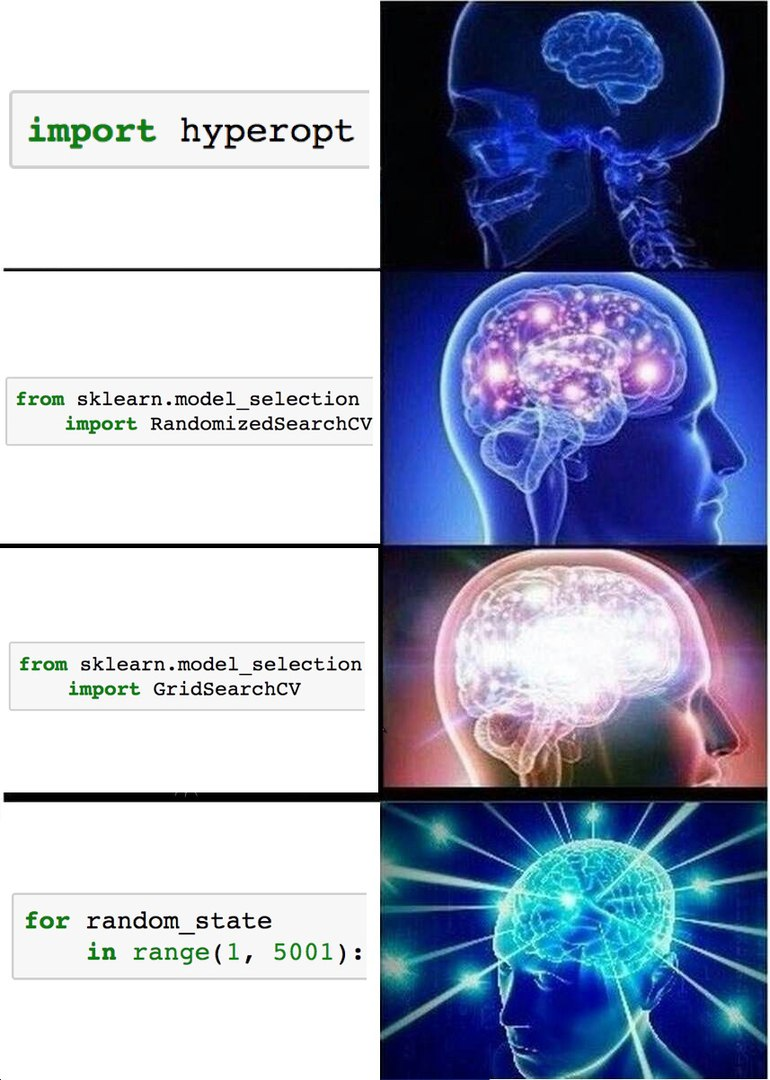 import hyperopt
from sklearn.model_selection
import RandomizedSearchCV
from sklearn.model_selection
import GridSearchCV
for random_state
in range(1, 5001):